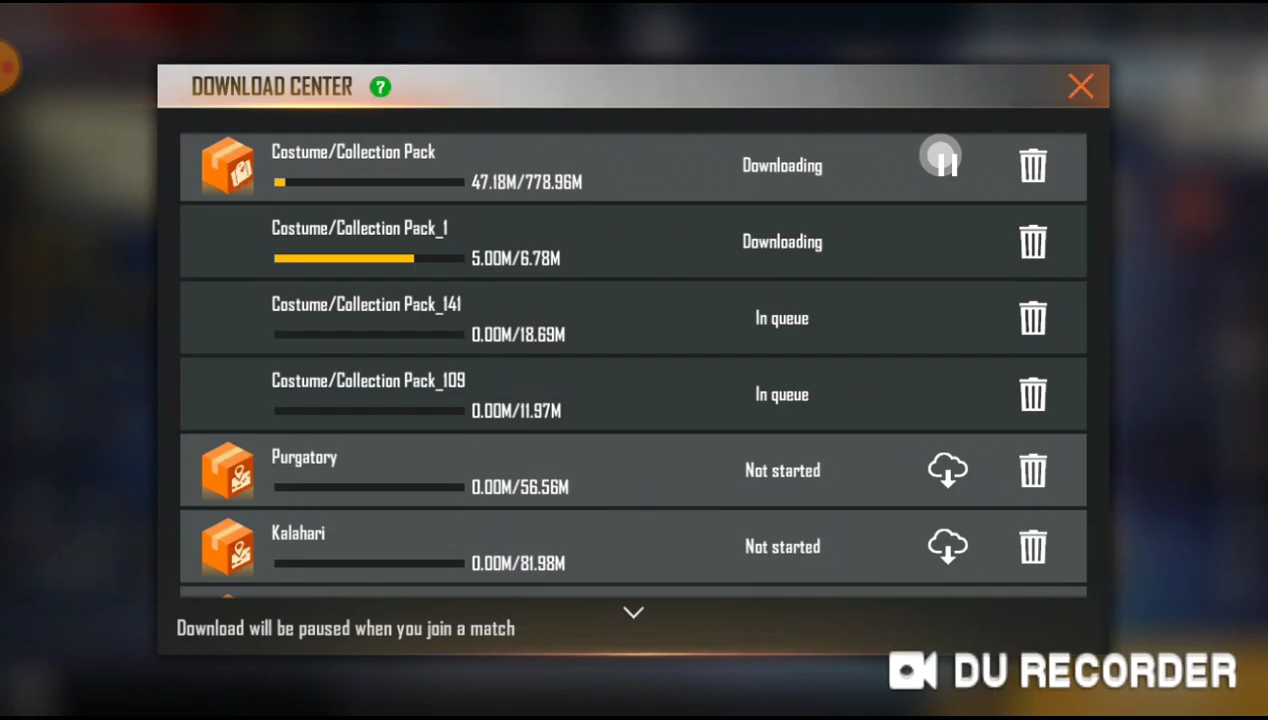 DOWNLOAD CENTER ?
Costume/Collection Pack
47.18M/778.96M
Downloading
Costume/Collection Pack_1
5.00M/6.78M
Downloading
Costume/Collection Pack_141
0.00M/18.69M
In queue
Costume/Collection Pack_109
0.00M/11.97M
In queue
Purgatory
0.00M/56.56M
Not started
Kalahari
0.00M/81.98M
Not started
Download will be paused when you join a match
DU RECORDER